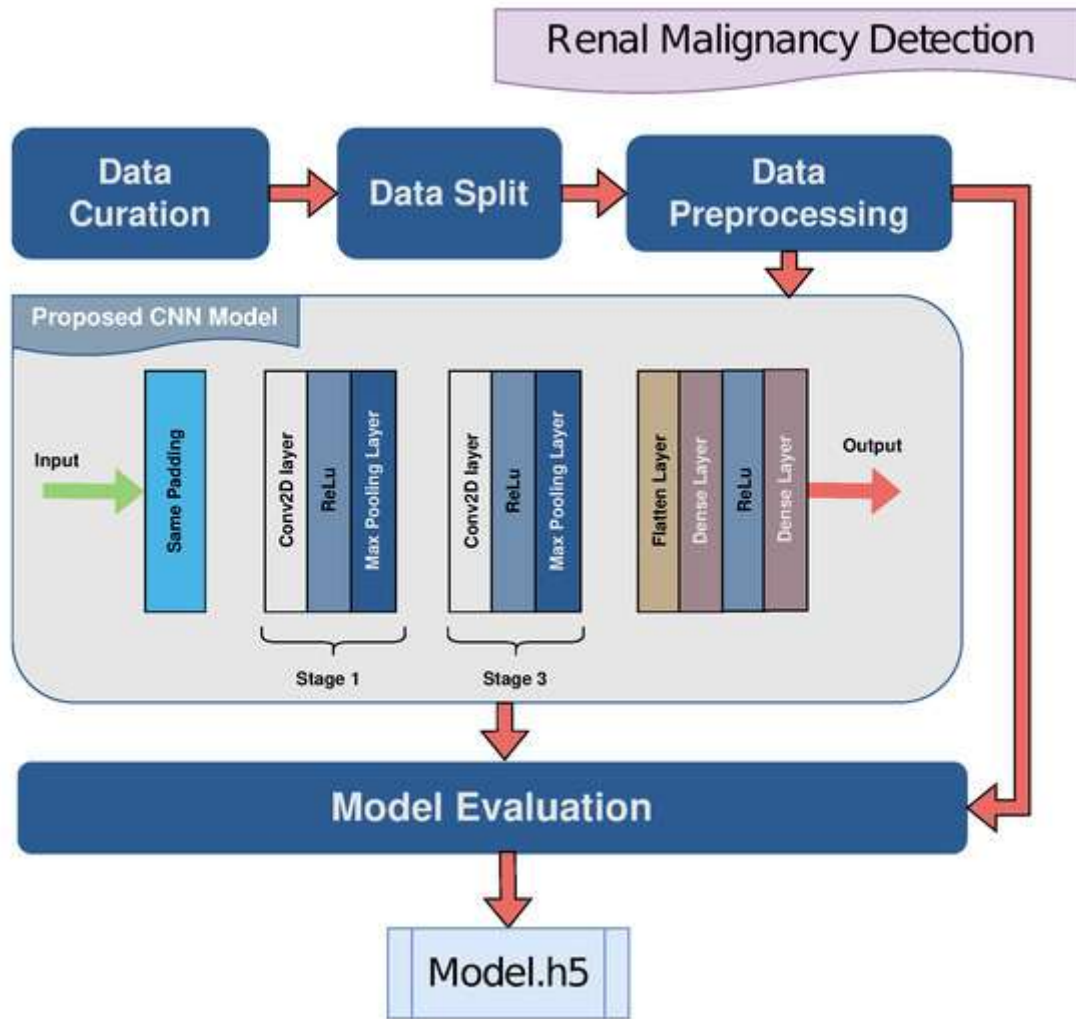 Renal Malignancy Detection
Data
Curation
Data Split
Data
Preprocessing
Proposed CNN Model
Input
Same Padding
Conv2D layer
ReLu
Max Pooling Layer
Stage 1
Conv2D layer
ReLu
Max Pooling Layer
Stage 3
Flatten Layer
Dense Layer
ReLu
Dense Layer
Output
Model Evaluation
Model.h5